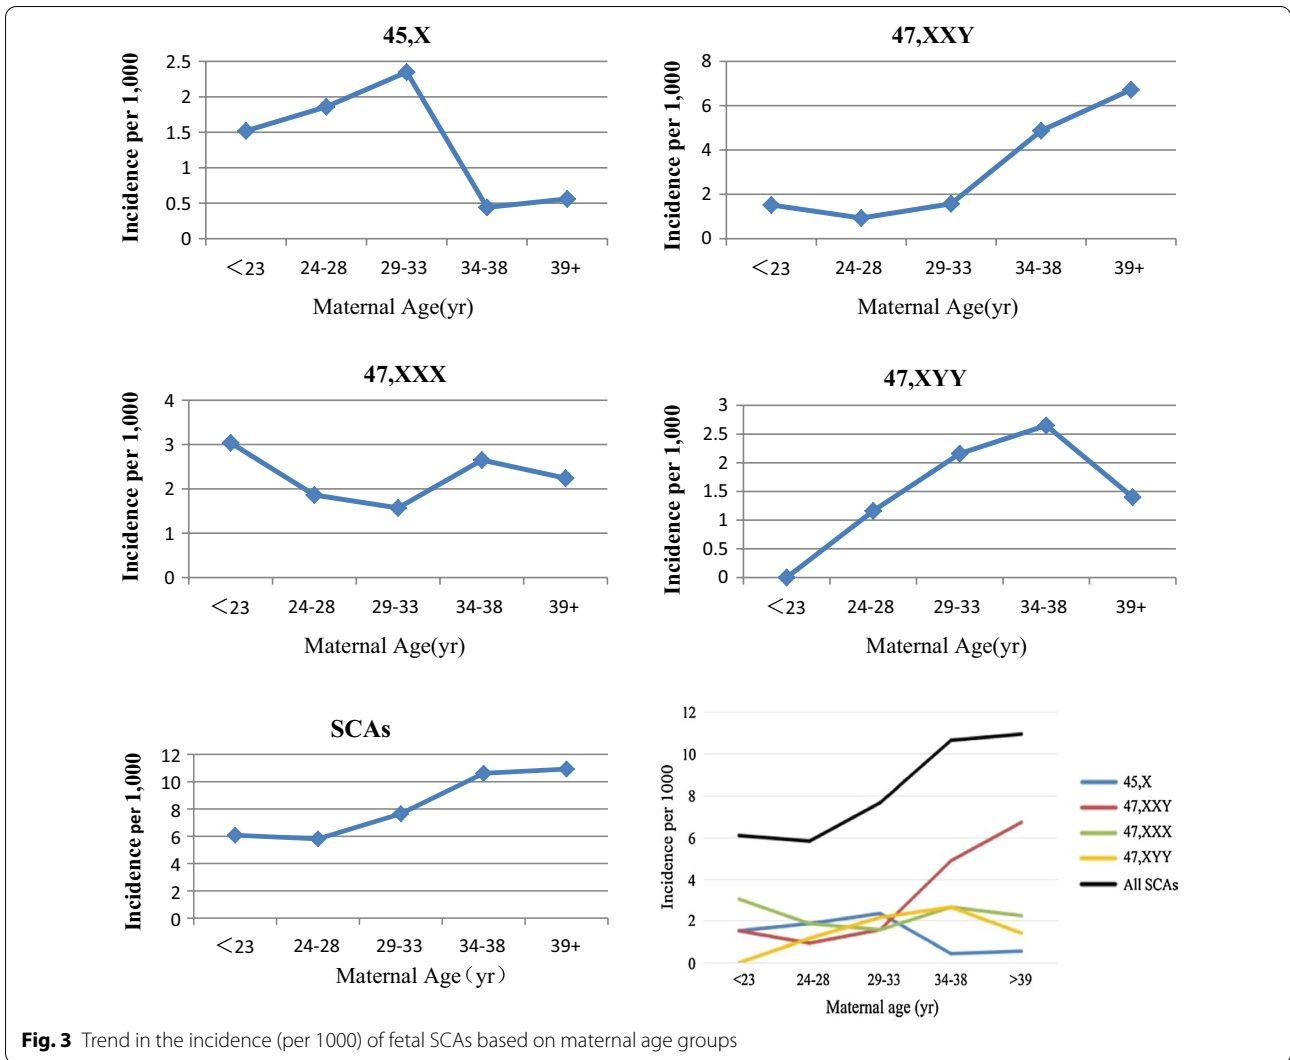 45,X
Incidence per 1,000
2.5
2
1.5
1
0.5
0
<23
24-28
29-33
34-38
39+
Maternal Age(yr)
47,XXY
Incidence per 1,000
8
6
4
2
0
<23
24-28
29-33
34-38
39+
Maternal Age(yr)
47,XXX
Incidence per 1,000
4
3
2
1
0
<23
24-28
29-33
34-38
39+
Maternal Age(yr)
47,XYY
Incidence per 1,000
3
2.5
2
1.5
1
0.5
0
<23
24-28
29-33
34-38
39+
Maternal Age(yr)
SCAs
Incidence per 1,000
12
10
8
6
4
2
0
<23
24-28
29-33
34-38
39+
Maternal Age（yr）
Incidence per 1000
12
10
8
6
4
2
0
<23
24-28
29-33
34-38
>39
Maternal age (yr)
45,X
47,XXY
47,XXX
47,XYY
All SCAs
Fig. 3 Trend in the incidence (per 1000) of fetal SCAs based on maternal age groups